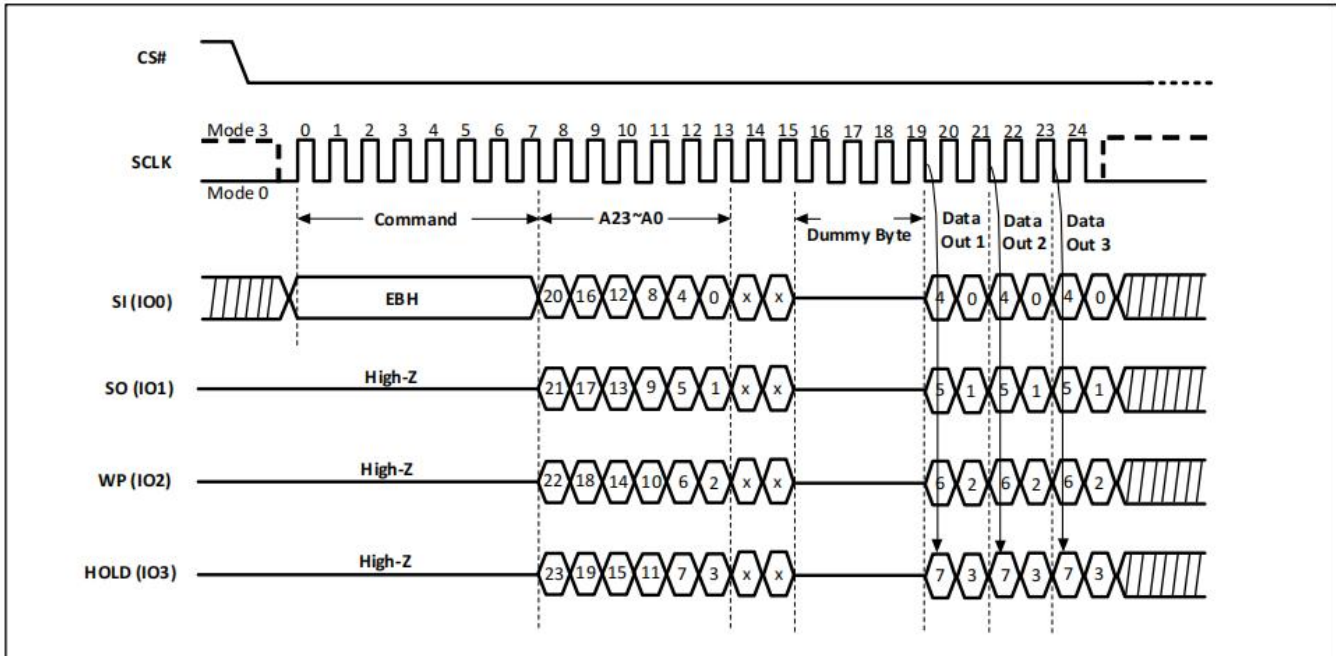 CS#
Mode 3 0 1 2 3 4 5 6 7 8 9 10 11 12 13 14 15 16 17 18 19 20 21 22 23 24
SCLK
Mode 0
Command A23~A0 Dummy Byte Data Out 1 Data Out 2 Data Out 3
SI (IO0) EBH 20 16 12 8 4 0 x x 4 0 4 0 4 0
SO (IO1) High-Z 21 17 13 9 5 1 x x 5 1 5 1 5 1
WP (IO2) High-Z 22 18 14 10 6 2 x x 6 2 6 2 6 2
HOLD (IO3) High-Z 23 19 15 11 7 3 x x 7 3 7 3 7 3